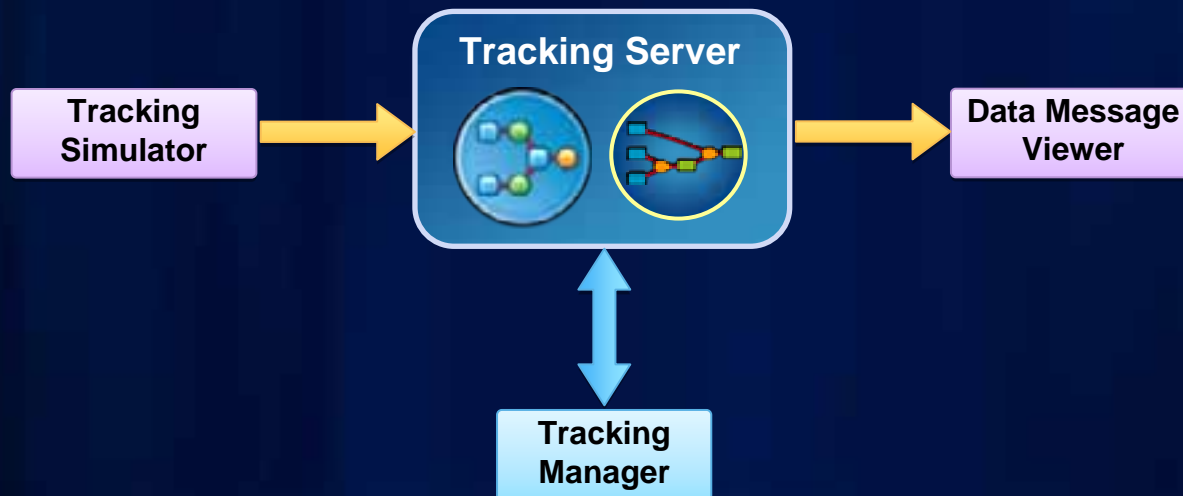 Tracking Server
Tracking
Simulator
Data Message
Viewer
Tracking
Manager